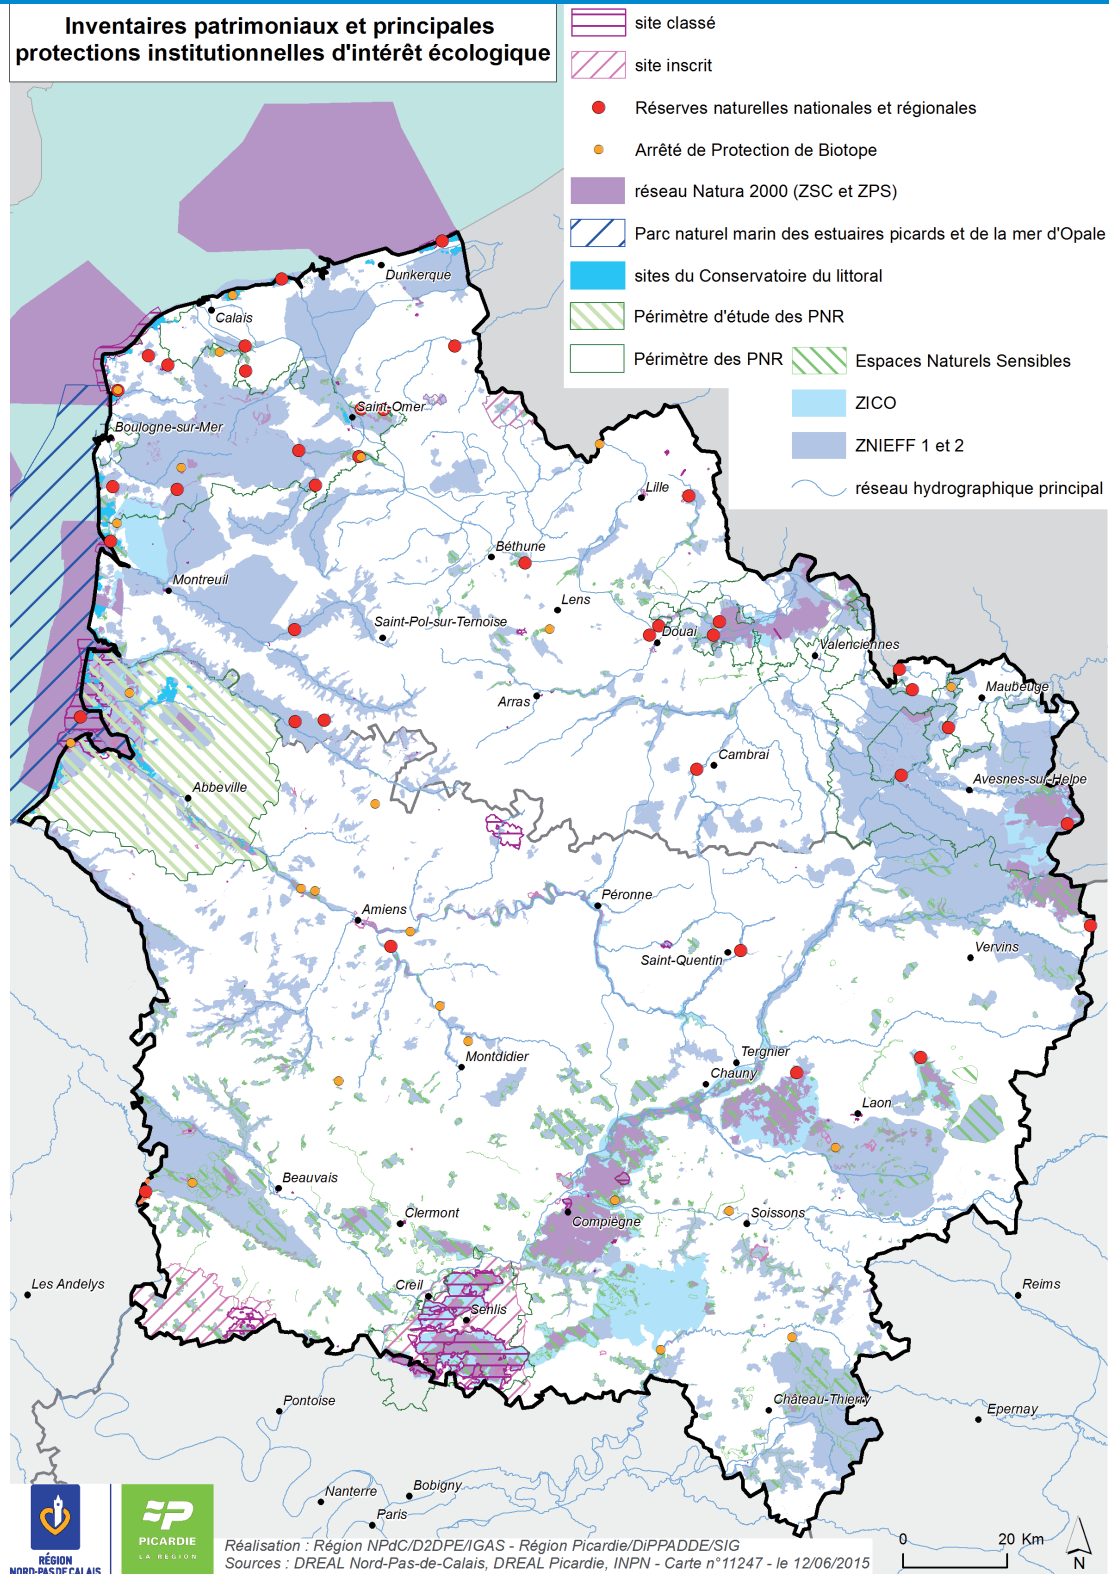 Inventaires patrimoniaux et principales
protections institutionnelles d'intérêt écologique
site classé
site inscrit
Réserves naturelles nationales et régionales
Arrêté de Protection de Biotope
réseau Natura 2000 (ZSC et ZPS)
Parc naturel marin des estuaires picards et de la mer d'Opale
sites du Conservatoire du littoral
Périmètre d'étude des PNR
Périmètre des PNR
Espaces Naturels Sensibles
ZICO
ZNIEFF 1 et 2
réseau hydrographique principal
Dunkerque
Calais
Saint-Omer
Boulogne-sur-Mer
Lille
Béthune
Montreuil
Lens
Saint-Pol-sur-Ternoise
Douai
Valenciennes
Maubeuge
Arras
Cambrai
Avesnes-sur-Helpe
Abbeville
Péronne
Amiens
Saint-Quentin
Vervins
Montdidier
Tergnier
Chauny
Laon
Beauvais
Clermont
Compiègne
Soissons
Les Andelys
Creil
Senlis
Reims
Pontoise
Château-Thierry
Epernay
Nanterre
Bobigny
Paris
RÉGION
NORD-PAS DE CALAIS
PICARDIE
LA RÉGION
Réalisation : Région NPdC/D2DPE/IGAS - Région Picardie/DiPPADDE/SIG
Sources : DREAL Nord-Pas-de-Calais, DREAL Picardie, INPN - Carte n°11247 - le 12/06/2015
0 20 Km
N